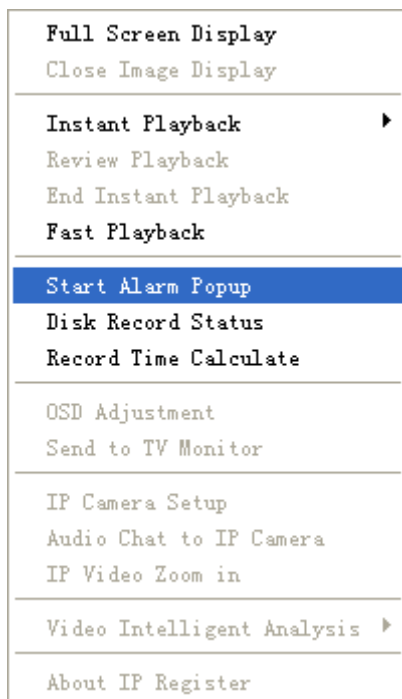 Full Screen Display
Close Image Display
Instant Playback
Review Playback
End Instant Playback
Fast Playback
Start Alarm Popup
Disk Record Status
Record Time Calculate
OSD Adjustment
Send to TV Monitor
IP Camera Setup
Audio Chat to IP Camera
IP Video Zoom in
Video Intelligent Analysis
About IP Register